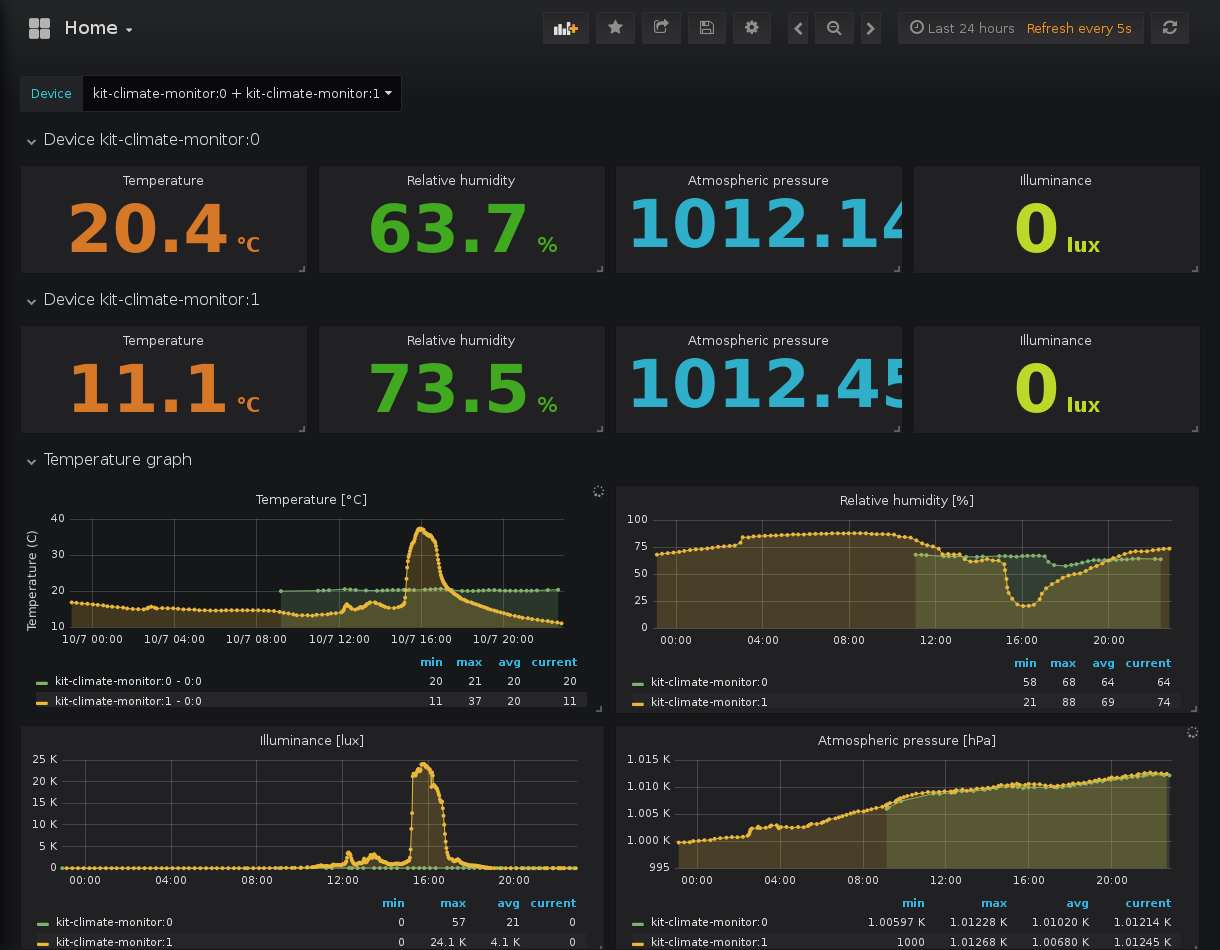 Home
Last 24 hours Refresh every 5s
Device kit-climate-monitor:0 + kit-climate-monitor:1
Device kit-climate-monitor:0
Temperature
20.4 °C
Relative humidity
63.7 %
Atmospheric pressure
1012.14
Illuminance
0 lux
Device kit-climate-monitor:1
Temperature
11.1 °C
Relative humidity
73.5 %
Atmospheric pressure
1012.45
Illuminance
0 lux
Temperature graph
Temperature [°C]
Temperature (C)
40
30
20
10
10/7 00:00 10/7 04:00 10/7 08:00 10/7 12:00 10/7 16:00 10/7 20:00
min max avg current
kit-climate-monitor:0 - 0:0 20 21 20 20
kit-climate-monitor:1 - 0:0 11 37 20 11
Relative humidity [%]
100
75
50
25
0
00:00 04:00 08:00 12:00 16:00 20:00
min max avg current
kit-climate-monitor:0 58 68 64 64
kit-climate-monitor:1 21 88 69 74
Illuminance [lux]
25 K
20 K
15 K
10 K
5 K
0
00:00 04:00 08:00 12:00 16:00 20:00
min max avg current
kit-climate-monitor:0 0 57 21 0
kit-climate-monitor:1 0 24.1 K 4.1 K 0
Atmospheric pressure [hPa]
1.015 K
1.010 K
1.005 K
1.000 K
995
00:00 04:00 08:00 12:00 16:00 20:00
min max avg current
kit-climate-monitor:0 1.00597 K 1.01228 K 1.01020 K 1.01214 K
kit-climate-monitor:1 1000 1.01268 K 1.00680 K 1.01245 K